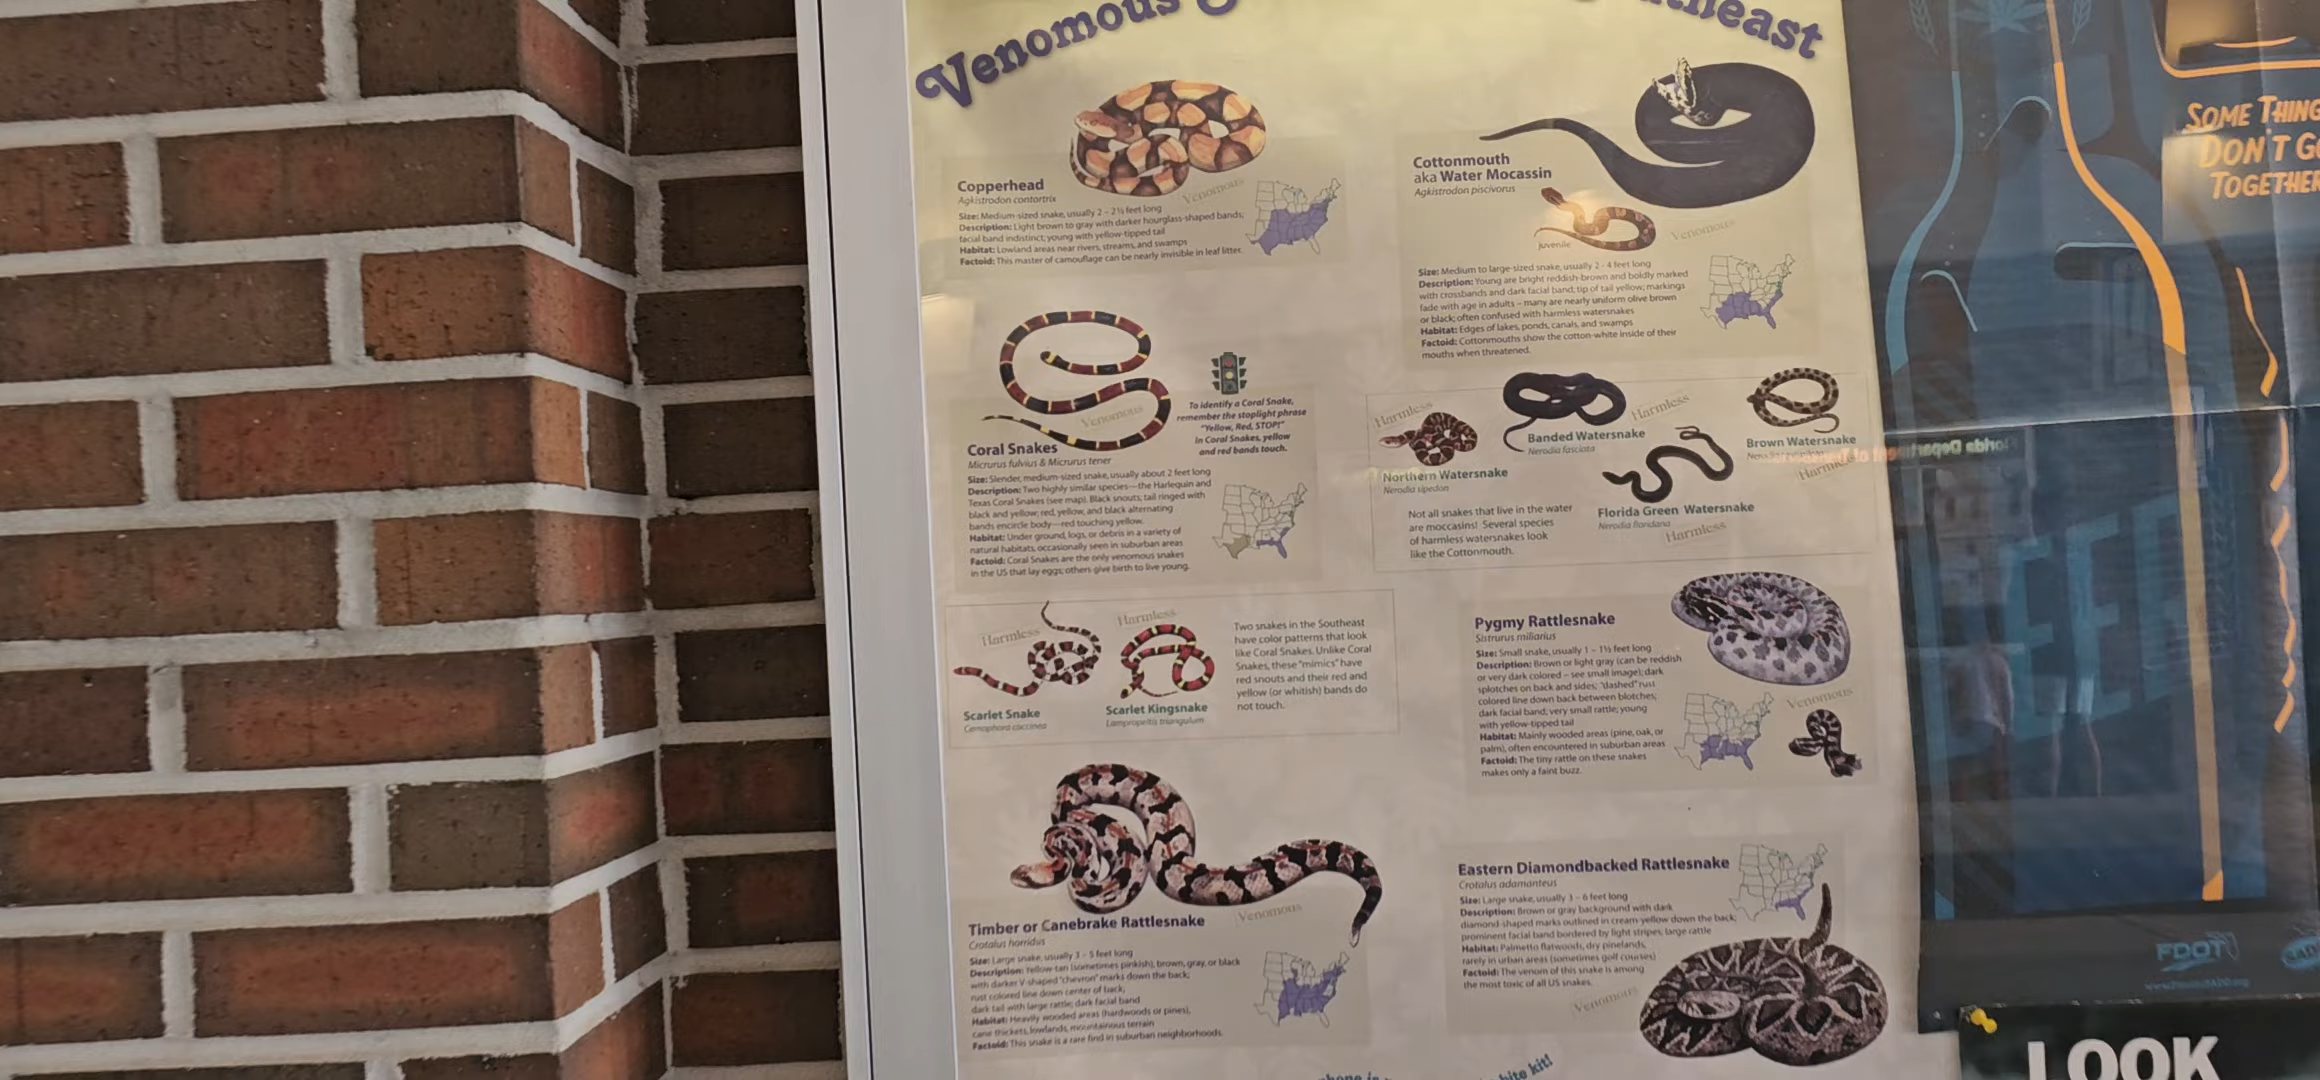 Venomous
theast
Copperhead
Agkistrodon contortrix
Venomous
Size: Medium-sized snake, usually 2 – 2½ feet long
Description: Light brown to gray with darker hourglass-shaped bands;
facial band indistinct; young with yellow-tipped tail
Habitat: Lowland areas near rivers, streams, and swamps
Factoid: This master of camouflage can be nearly invisible in leaf litter.
Cottonmouth
aka Water Mocassin
Agkistrodon piscivorus
juvenile
Venomous
Size: Medium to large-sized snake, usually 2 - 4 feet long
Description: Young are bright reddish-brown and boldly marked
with crossbands and dark facial band; tip of tail yellow; markings
fade with age in adults – many are nearly uniform olive brown
or black; often confused with harmless watersnakes
Habitat: Edges of lakes, ponds, canals, and swamps
Factoid: Cottonmouths show the cotton-white inside of their
mouths when threatened.
Venomous
Coral Snakes
Micrurus fulvius & Micrurus tener
Size: Slender, medium-sized snake, usually about 2 feet long
Description: Two highly similar species—the Harlequin and
Texas Coral Snakes (see map). Black snouts; tail ringed with
black and yellow; red, yellow, and black alternating
bands encircle body—red touching yellow.
Habitat: Under ground, logs, or debris in a variety of
natural habitats, occasionally seen in suburban areas
Factoid: Coral Snakes are the only venomous snakes
in the US that lay eggs; others give birth to live young.
To identify a Coral Snake,
remember the stoplight phrase
"Yellow, Red, STOP!"
In Coral Snakes, yellow
and red bands touch.
Harmless
Northern Watersnake
Nerodia sipedon
Harmless
Banded Watersnake
Nerodia fasciata
Brown Watersnake
Harmless
Florida Green Watersnake
Nerodia floridana
Harmless
Not all snakes that live in the water
are moccasins! Several species
of harmless watersnakes look
like the Cottonmouth.
Harmless
Scarlet Snake
Cemophora coccinea
Harmless
Scarlet Kingsnake
Lampropeltis triangulum
Two snakes in the Southeast
have color patterns that look
like Coral Snakes. Unlike Coral
Snakes, these "mimics" have
red snouts and their red and
yellow (or whitish) bands do
not touch.
Pygmy Rattlesnake
Sistrurus miliarius
Size: Small snake, usually 1 – 1½ feet long
Description: Brown or light gray (can be reddish
or very dark colored – see small image); dark
splotches on back and sides; "dashed" rust
colored line down back between blotches;
dark facial band; very small rattle; young
with yellow-tipped tail
Habitat: Mainly wooded areas (pine, oak, or
palm), often encountered in suburban areas
Factoid: The tiny rattle on these snakes
makes only a faint buzz.
Venomous
Timber or Canebrake Rattlesnake
Crotalus horridus
Venomous
Size: Large snake, usually 3 – 5 feet long
Description: Yellow-tan (sometimes pinkish), brown, gray, or black
with darker V-shaped "chevron" marks down the back;
rust colored line down center of back;
dark tail with large rattle; dark facial band
Habitat: Heavily wooded areas (hardwoods or pines),
cane thickets, lowlands, mountainous terrain
Factoid: This snake is a rare find in suburban neighborhoods.
Eastern Diamondbacked Rattlesnake
Crotalus adamanteus
Size: Large snake, usually 3 – 6 feet long
Description: Brown or gray background with dark
diamond-shaped marks outlined in cream-yellow down the back;
prominent facial band bordered by light stripes; large rattle
Habitat: Palmetto flatwoods, dry pinelands,
rarely in urban areas (sometimes golf courses)
Factoid: The venom of this snake is among
the most toxic of all US snakes.
Venomous
bite kit!
SOME THING
DON'T G
TOGETHER
FDOT
LOOK